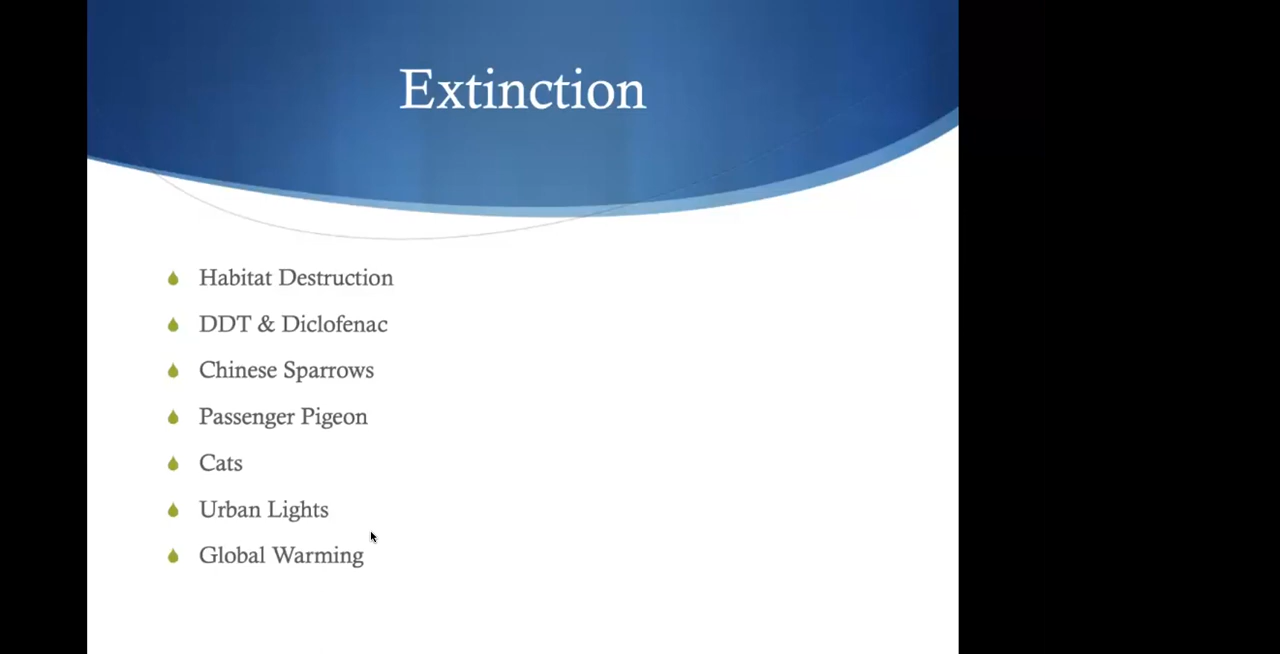 Extinction
Habitat Destruction
DDT & Diclofenac
Chinese Sparrows
Passenger Pigeon
Cats
Urban Lights
Global Warming